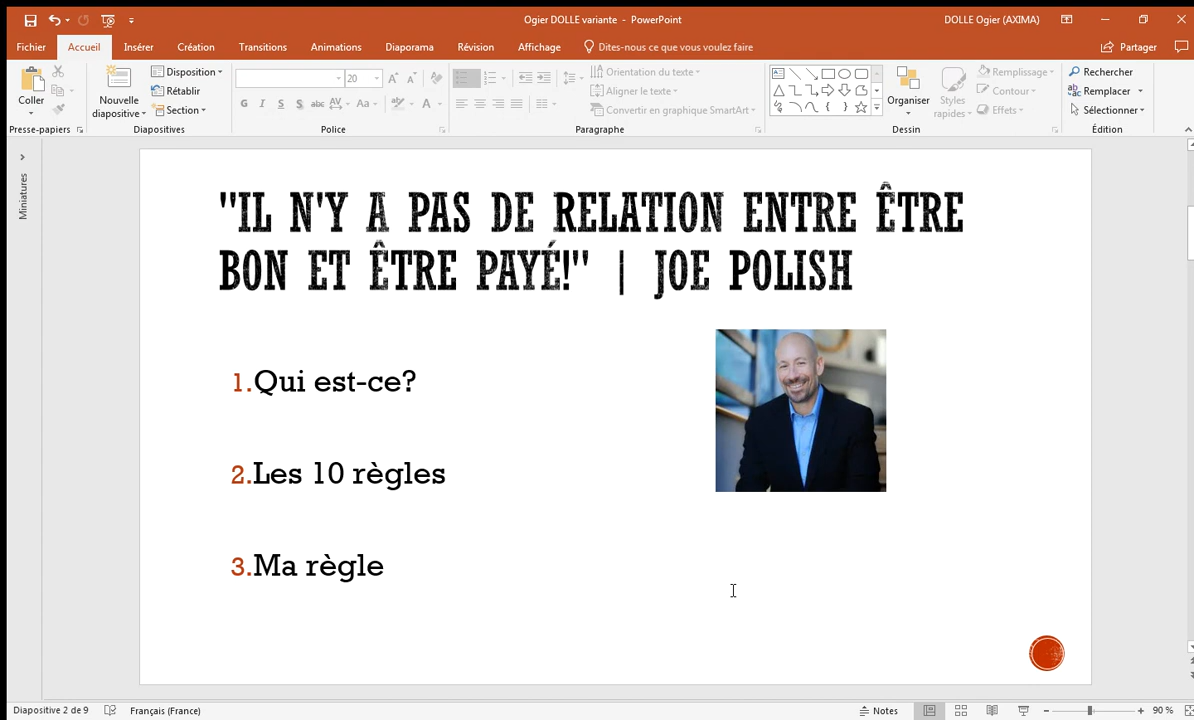 Ogier DOLLE variante - PowerPoint
DOLLE Ogier (AXIMA)
Fichier
Accueil
Insérer
Création
Transitions
Animations
Diaporama
Révision
Affichage
Dites-nous ce que vous voulez faire
Partager
Coller
Presse-papiers
Nouvelle
diapositive
Disposition
Rétablir
Section
Diapositives
20
G I S S abc AV Aa A
Police
Orientation du texte
Aligner le texte
Convertir en graphique SmartArt
Paragraphe
Organiser
Styles
rapides
Remplissage
Contour
Effets
Dessin
Rechercher
Remplacer
Sélectionner
Édition
Miniatures
"IL N'Y A PAS DE RELATION ENTRE ÊTRE
BON ET ÊTRE PAYÉ!" | JOE POLISH
1.Qui est-ce?
2.Les 10 règles
3.Ma règle
Diapositive 2 de 9
Français (France)
Notes
90 %